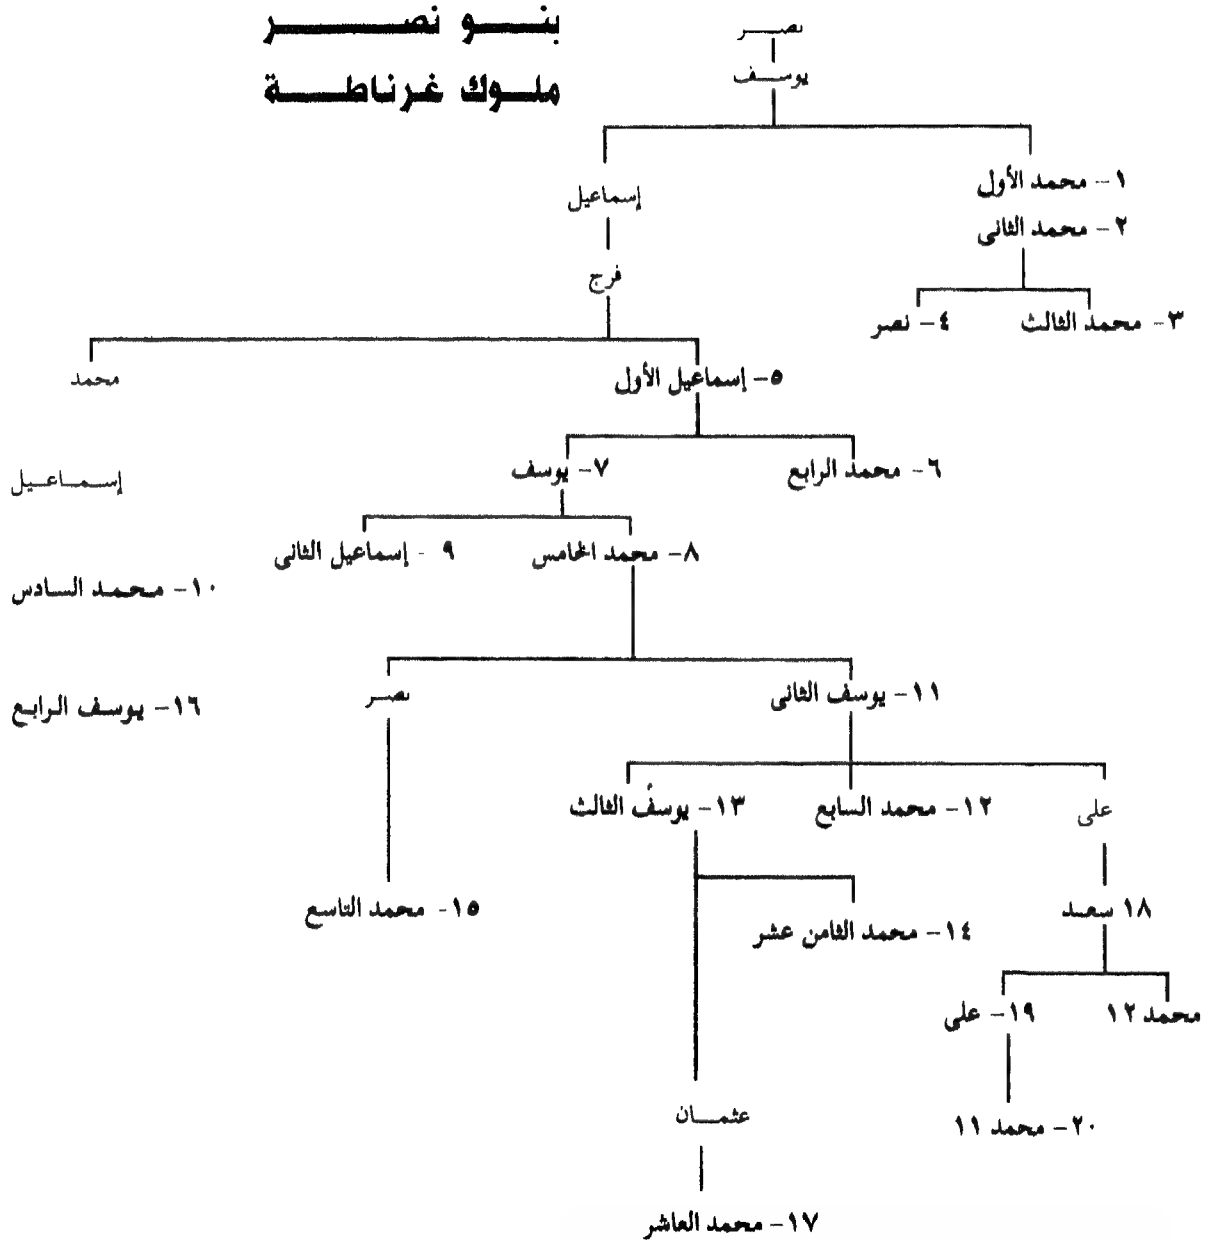 بنو نصر
ملوك غرناطة
نصر
يوسف
١- محمد الأول
إسماعيل
٢- محمد الثانى
فرج
٣- محمد الثالث
٤- نصر
٥- إسماعيل الأول
محمد
٦- محمد الرابع
٧- يوسف
إسماعيل
٨- محمد الخامس
٩ - إسماعيل الثانى
١٠- محمد السادس
١١- يوسف الثانى
نصر
١٦- يوسف الرابع
على
١٢- محمد السابع
١٣- يوسف الثالث
١٨ سعد
١٤- محمد الثامن عشر
١٥- محمد التاسع
محمد ١٢
١٩- على
عثمان
٢٠- محمد ١١
١٧- محمد العاشر